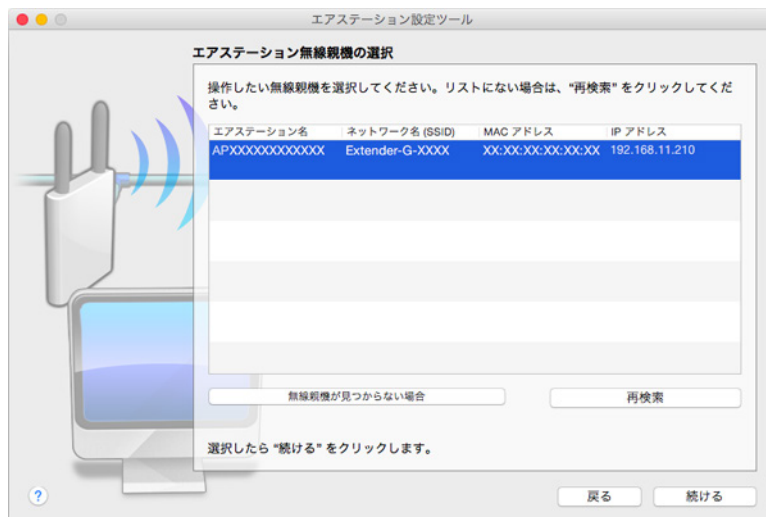 エアステーション設定ツール
エアステーション無線親機の選択
操作したい無線親機を選択してください。リストにない場合は、"再検索" をクリックしてくだ
さい。
エアステーション名 ネットワーク名 (SSID) MAC アドレス IP アドレス
APXXXXXXXXXXXX Extender-G-XXXX XX:XX:XX:XX:XX:XX 192.168.11.210
無線親機が見つからない場合 再検索
選択したら "続ける" をクリックします。
? 戻る 続ける